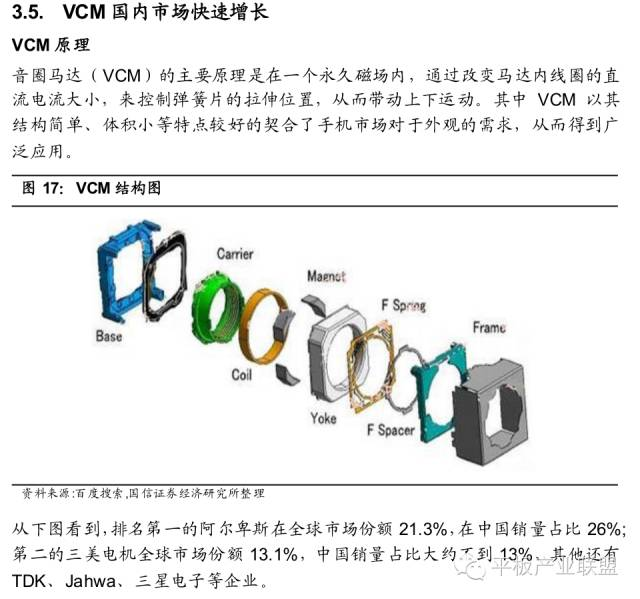 3.5. VCM 国内市场快速增长
VCM 原理
音圈马达（VCM）的主要原理是在一个永久磁场内，通过改变马达内线圈的直
流电流大小，来控制弹簧片的拉伸位置，从而带动上下运动。其中 VCM 以其
结构简单、体积小等特点较好的契合了手机市场对于外观的需求，从而得到广
泛应用。
图 17: VCM 结构图
Carrier
Magnot
F Spring
Frame
Base
Coil
Yoke
F Spacer
资料来源:百度搜索,国信证券经济研究所整理
从下图看到，排名第一的阿尔卑斯在全球市场份额 21.3%，在中国销量占比 26%;
第二的三美电机全球市场份额 13.1%，中国销量占比大约不到 13%、其他还有
TDK、Jahwa、三星电子等企业。
平板产业联盟